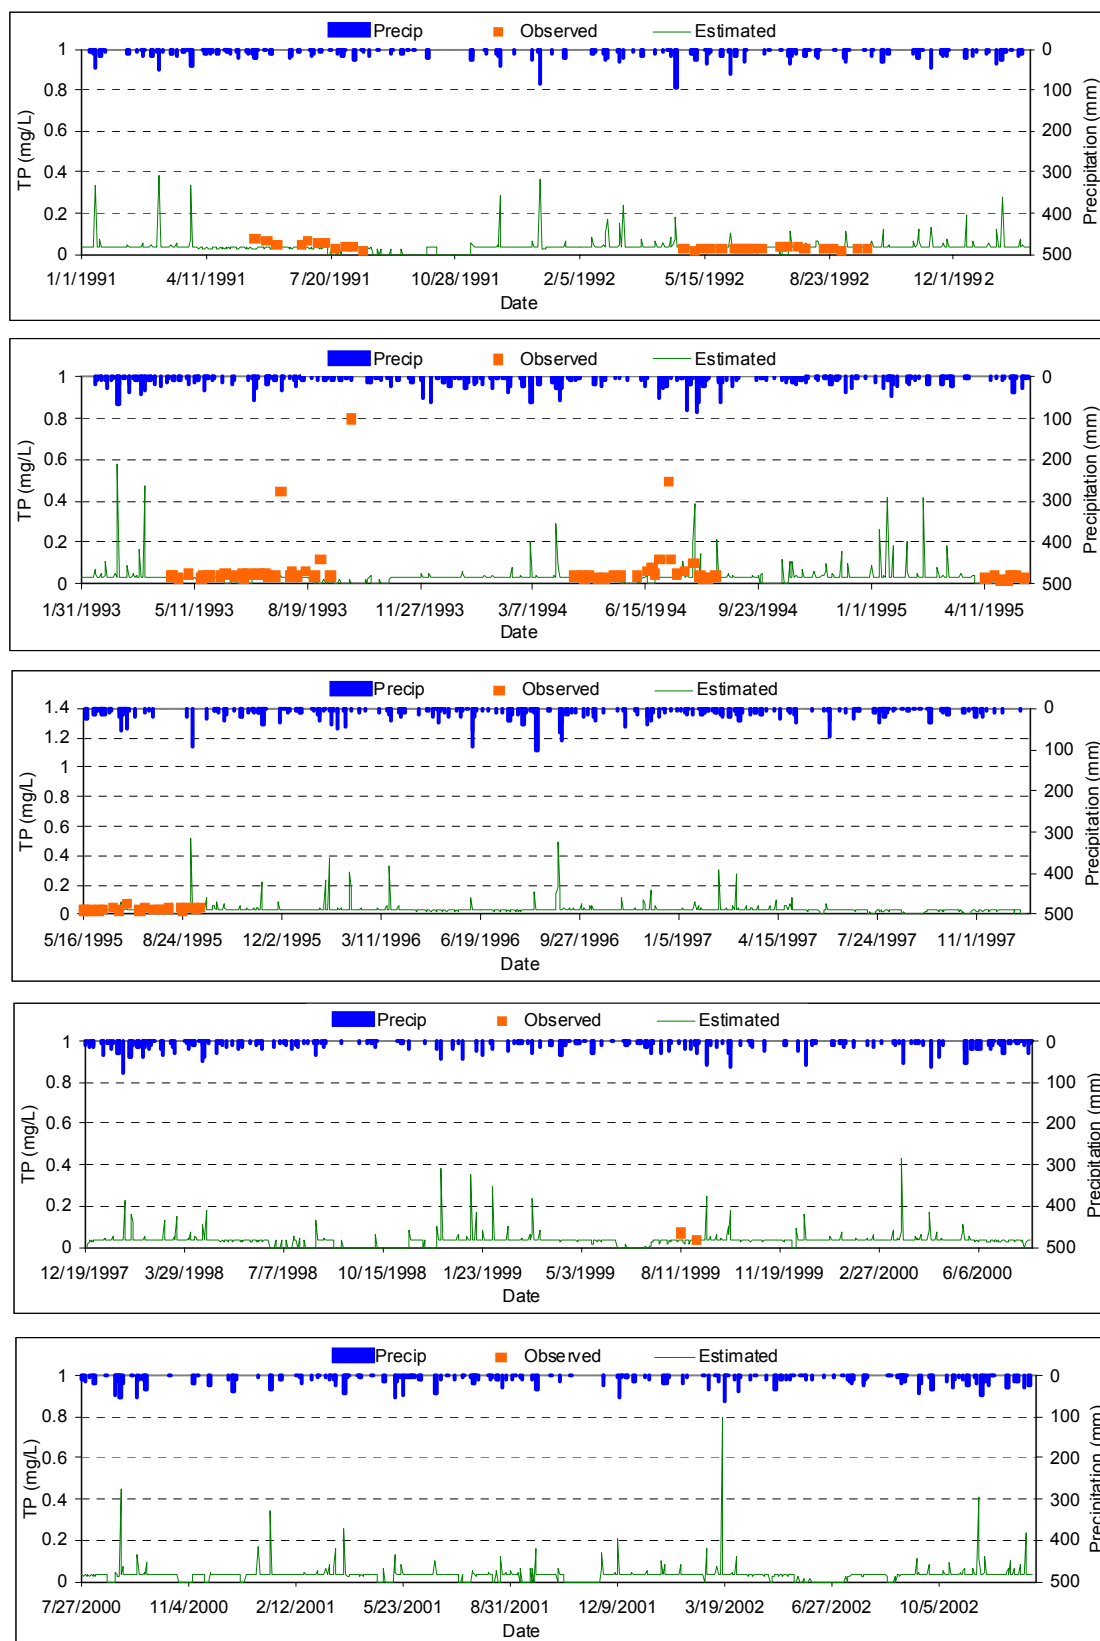 Precip Observed Estimated
1 0
0.8 100
0.6 200
0.4 300
0.2 400
0 500
TP (mg/L)
Precipitation (mm)
1/1/1991 4/11/1991 7/20/1991 10/28/1991 2/5/1992 5/15/1992 8/23/1992 12/1/1992
Date
Precip Observed Estimated
1 0
0.8 100
0.6 200
0.4 300
0.2 400
0 500
TP (mg/L)
Precipitation (mm)
1/31/1993 5/11/1993 8/19/1993 11/27/1993 3/7/1994 6/15/1994 9/23/1994 1/1/1995 4/11/1995
Date
Precip Observed Estimated
1.4 0
1.2 100
1 200
0.8
0.6 300
0.4 400
0.2
0 500
TP (mg/L)
Precipitation (mm)
5/16/1995 8/24/1995 12/2/1995 3/11/1996 6/19/1996 9/27/1996 1/5/1997 4/15/1997 7/24/1997 11/1/1997
Date
Precip Observed Estimated
1 0
0.8 100
0.6 200
0.4 300
0.2 400
0 500
TP (mg/L)
Precipitation (mm)
12/19/1997 3/29/1998 7/7/1998 10/15/1998 1/23/1999 5/3/1999 8/11/1999 11/19/1999 2/27/2000 6/6/2000
Date
Precip Observed Estimated
1 0
0.8 100
0.6 200
0.4 300
0.2 400
0 500
TP (mg/L)
Precipitation (mm)
7/27/2000 11/4/2000 2/12/2001 5/23/2001 8/31/2001 12/9/2001 3/19/2002 6/27/2002 10/5/2002
Date